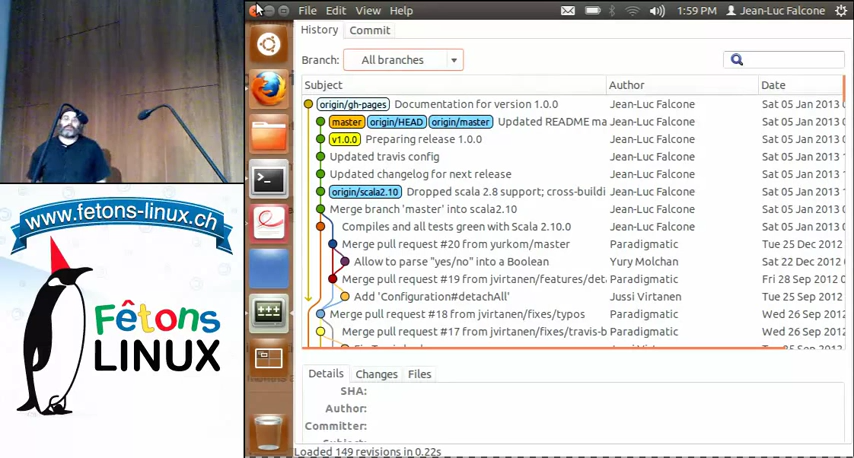 File Edit View Help 1:59 PM Jean-Luc Falcone
History Commit
Branch: All branches
Subject Author Date
origin/gh-pages Documentation for version 1.0.0 Jean-Luc Falcone Sat 05 Jan 2013 0
master origin/HEAD origin/master Updated README ma Jean-Luc Falcone Sat 05 Jan 2013 0
v1.0.0 Preparing release 1.0.0 Jean-Luc Falcone Sat 05 Jan 2013 0
Updated travis config Jean-Luc Falcone Sat 05 Jan 2013 1
Updated changelog for next release Jean-Luc Falcone Sat 05 Jan 2013 1
origin/scala2.10 Dropped scala 2.8 support; cross-buildi Jean-Luc Falcone Sat 05 Jan 2013 0
Merge branch 'master' into scala2.10 Jean-Luc Falcone Sat 05 Jan 2013 0
Compiles and all tests green with Scala 2.10.0 Jean-Luc Falcone Sat 05 Jan 2013 0
Merge pull request #20 from yurkom/master Paradigmatic Tue 25 Dec 2012
Allow to parse "yes/no" into a Boolean Yury Molchan Sat 22 Dec 2012
Merge pull request #19 from jvirtanen/features/det Paradigmatic Fri 28 Sep 2012
Add 'Configuration#detachAll' Jussi Virtanen Wed 26 Sep 2012
Merge pull request #18 from jvirtanen/fixes/typos Paradigmatic Wed 26 Sep 2012
Merge pull request #17 from jvirtanen/fixes/travis-b Paradigmatic Wed 26 Sep 2012
Details Changes Files
SHA:
Author:
Committer:
Loaded 149 revisions in 0.22s
www.fetons-linux.ch
Fêtons
LINUX